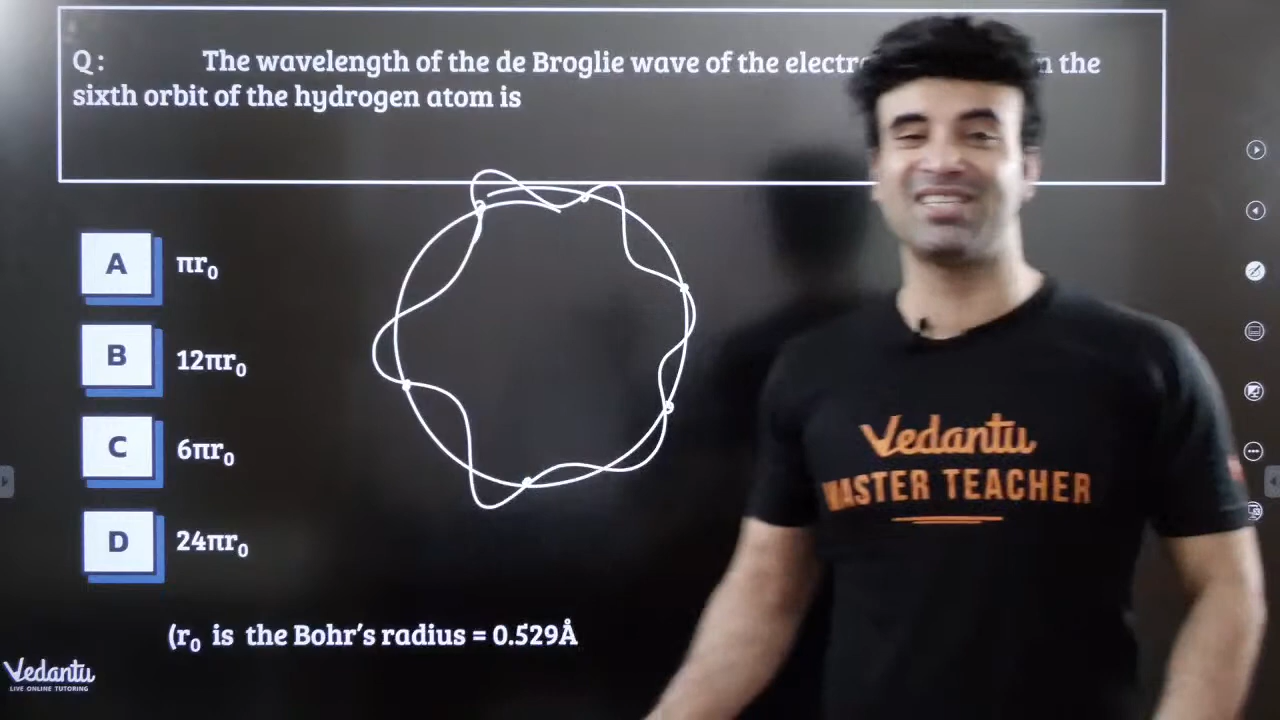 Q : The wavelength of the de Broglie wave of the in the
sixth orbit of the hydrogen atom is
A πr₀
B 12πr₀
C 6πr₀
D 24πr₀
(r₀ is the Bohr's radius = 0.529Å
Vedantu
MASTER TEACHER
Vedantu
LIVE ONLINE TUTORING